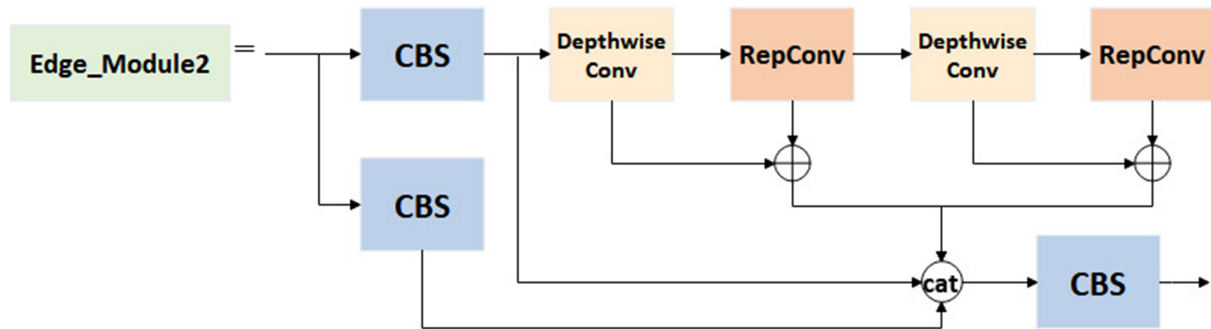 Edge_Module2 =
CBS
Depthwise
Conv
RepConv
Depthwise
Conv
RepConv
CBS
cat
CBS